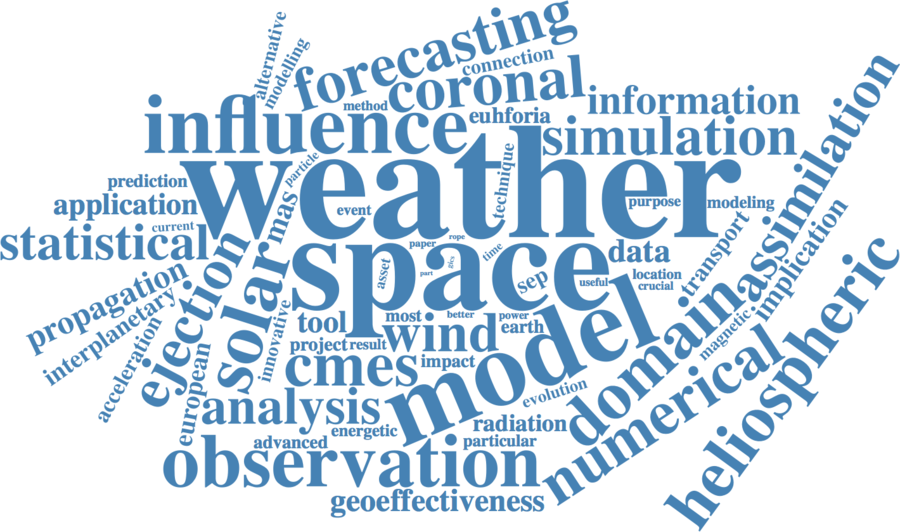 alternative
modelling
forecasting
connection
coronal
method
influence
euhforia
information
simulation
assimilation
weather
particle
technique
prediction
application
current
statistical
mas
event
purpose
modeling
space
paper
rope
time
part
gics
asset
sep
data
useful
location
crucial
transport
implication
propagation
interplanetary
acceleration
ejection
european
solar
innovative
tool
most
better
power
earth
wind
project
result
cmes
impact
model
evolution
domain
magnetic
numerical
heliospheric
analysis
energetic
radiation
advanced
particular
observation
geoeffectiveness